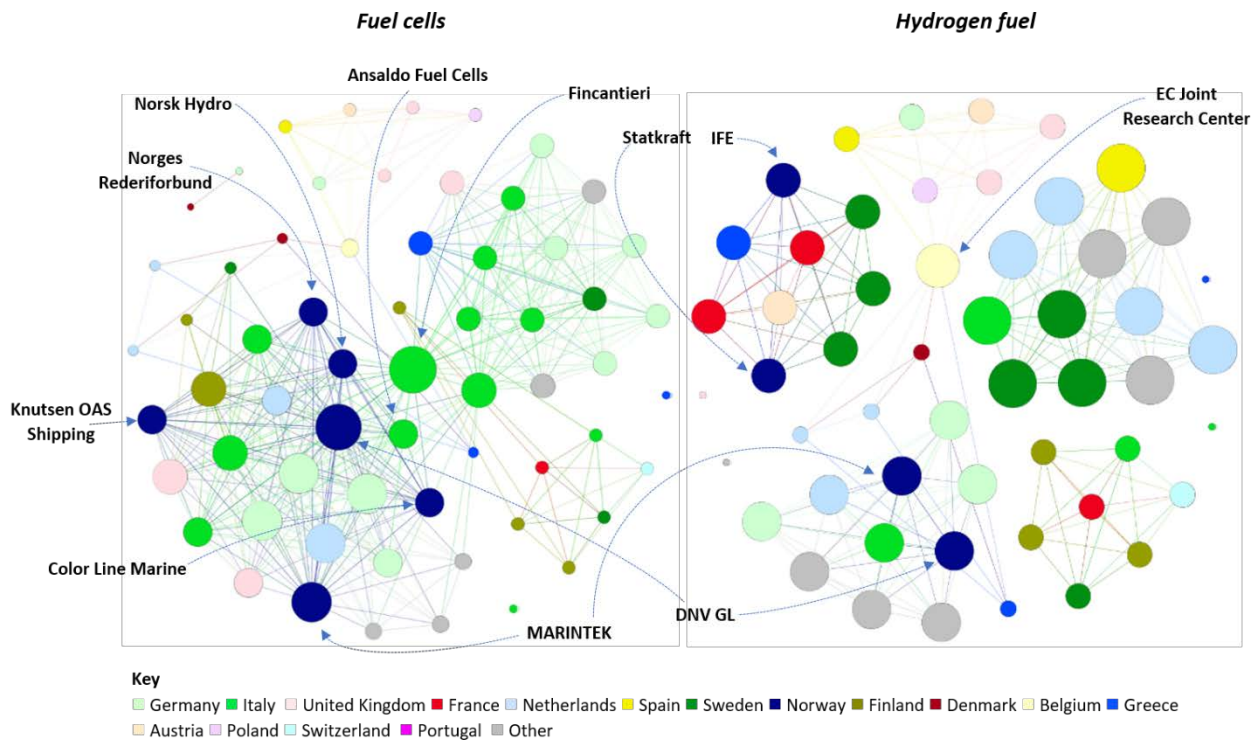 Fuel cells
Hydrogen fuel
Ansaldo Fuel Cells
Norsk Hydro
Fincantieri
EC Joint
Research Center
Statkraft
IFE
Norges
Rederiforbund
Knutsen OAS
Shipping
Color Line Marine
DNV GL
MARINTEK
Key
Germany Italy United Kingdom France Netherlands Spain Sweden Norway Finland Denmark Belgium Greece
Austria Poland Switzerland Portugal Other